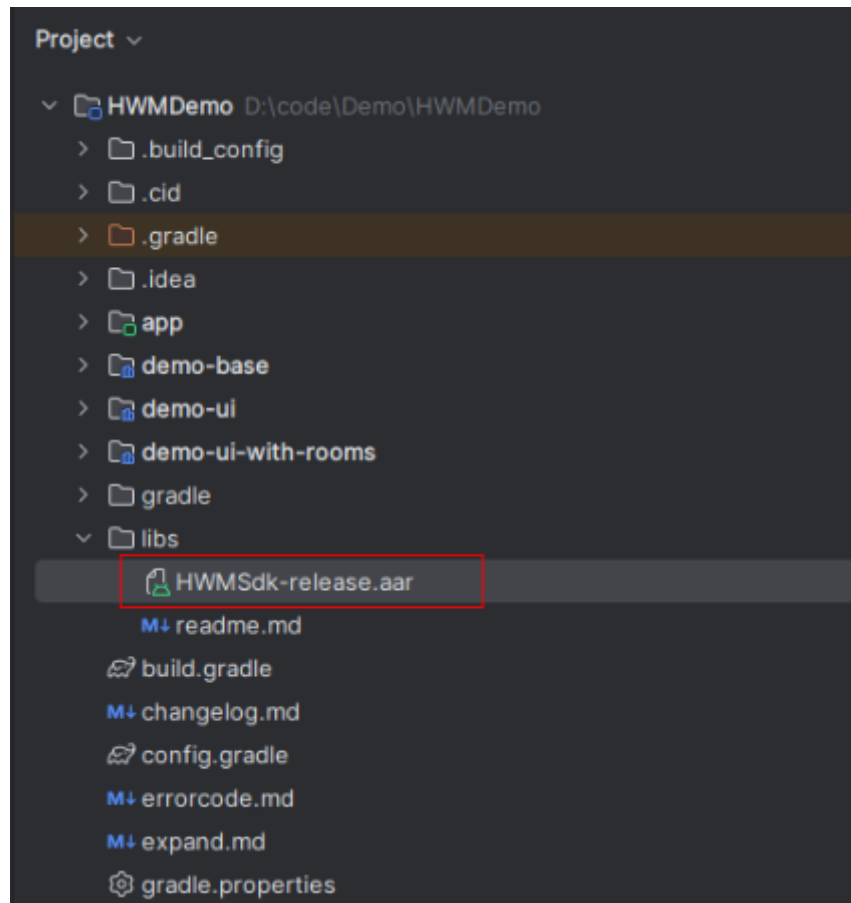 Project
HWMDemo D:\code\Demo\HWMDemo
.build_config
.cid
.gradle
.idea
app
demo-base
demo-ui
demo-ui-with-rooms
gradle
libs
HWMSdk-release.aar
M↓ readme.md
build.gradle
M↓ changelog.md
config.gradle
M↓ errorcode.md
M↓ expand.md
gradle.properties